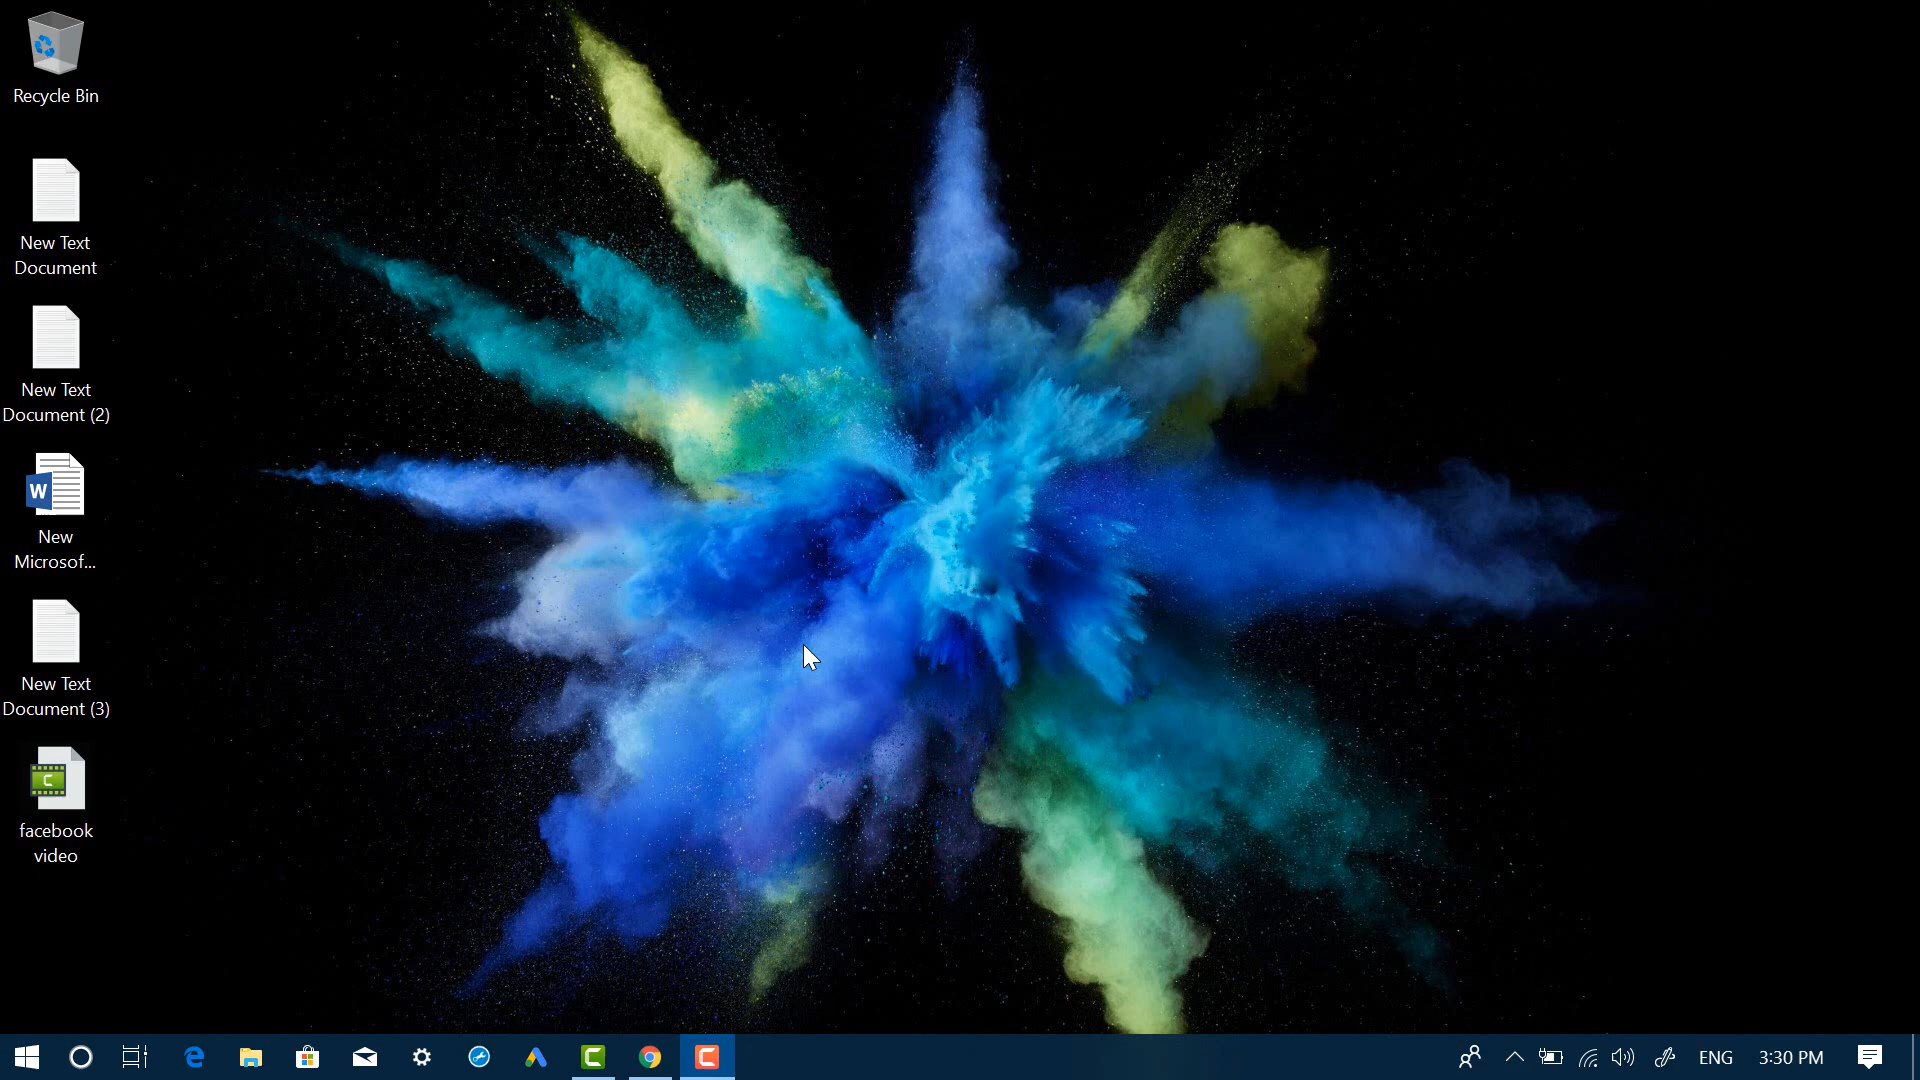 Recycle Bin
New Text
Document
New Text
Document (2)
W
New
Microsof...
New Text
Document (3)
C
facebook
video
ENG
3:30 PM